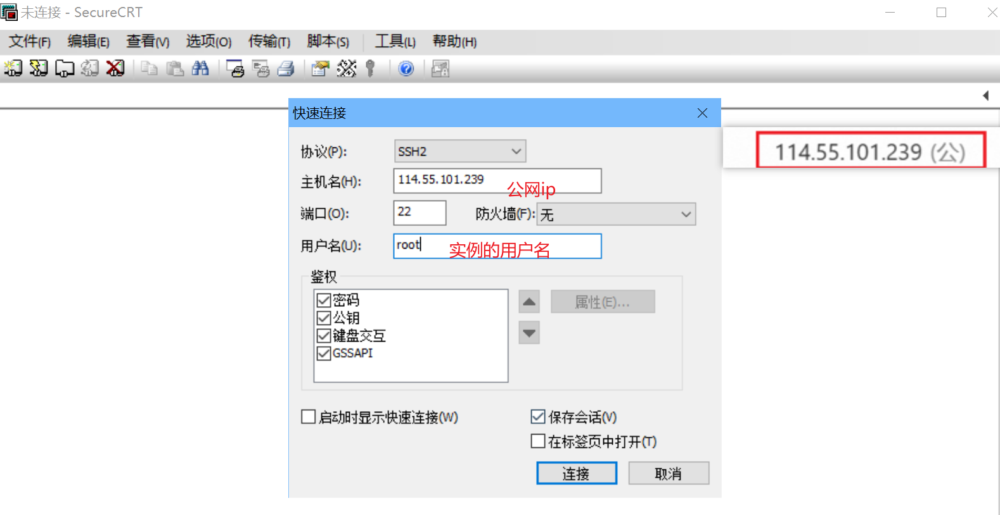 未连接 - SecureCRT
文件(F) 编辑(E) 查看(V) 选项(O) 传输(T) 脚本(S) 工具(L) 帮助(H)
快速连接
协议(P): SSH2
114.55.101.239 (公)
主机名(H): 114.55.101.239 公网ip
端口(O): 22 防火墙(F): 无
用户名(U): root 实例的用户名
鉴权
密码
属性(E)...
公钥
键盘交互
GSSAPI
启动时显示快速连接(W) 保存会话(V)
在标签页中打开(T)
连接 取消